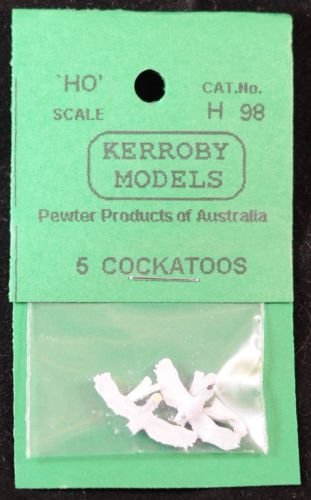 'HO' CAT.No.
SCALE H 98
KERROBY
MODELS
Pewter Products of Australia
5 COCKATOOS